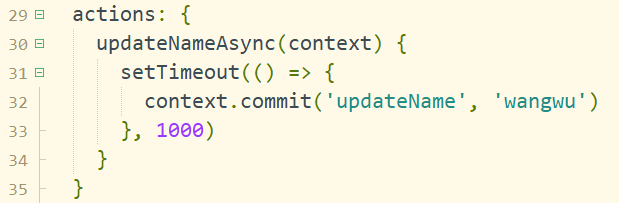 29 actions: {
30 updateNameAsync(context) {
31 setTimeout(() => {
32 context.commit('updateName', 'wangwu')
33 }, 1000)
34 }
35 }